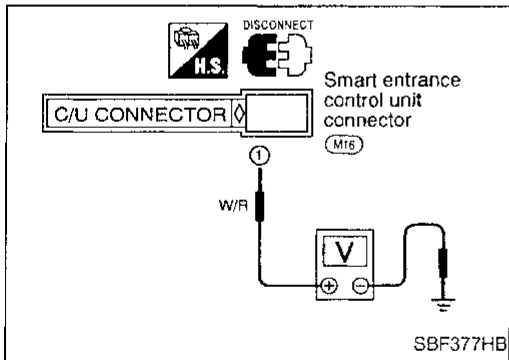 DISCONNECT
H.S.
Smart entrance
control unit
connector
C/U CONNECTOR
M16
1
W/R
V
+ −
SBF377HB